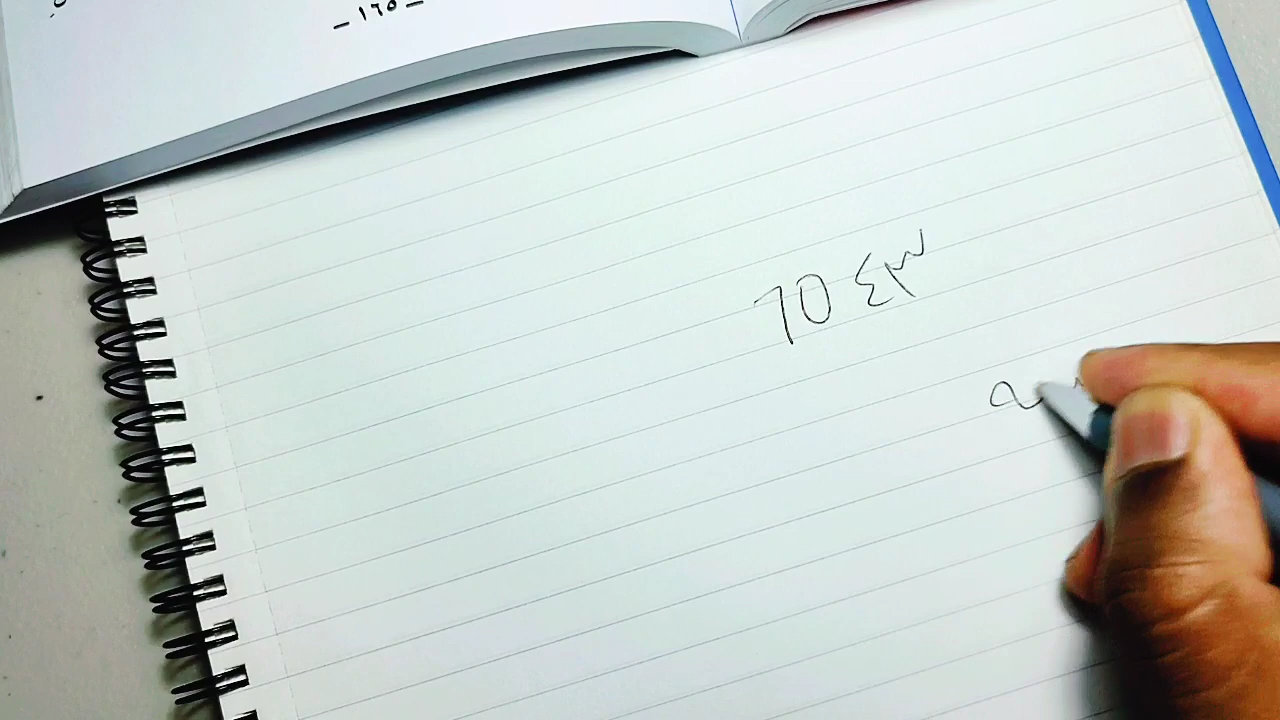 – ١٦٥ –
٦٥ ٤٣